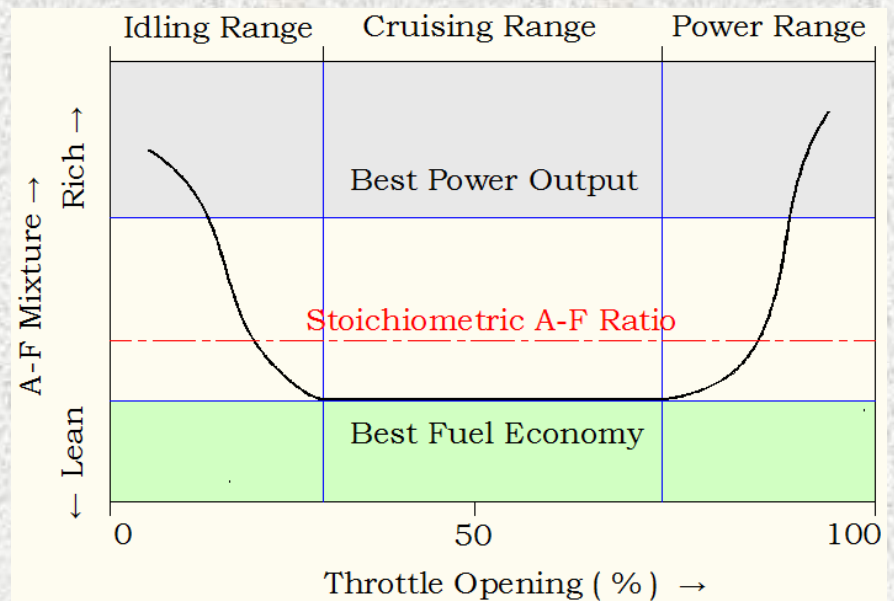 Idling Range Cruising Range Power Range
A-F Mixture →
Rich →
← Lean
Best Power Output
Stoichiometric A-F Ratio
Best Fuel Economy
0 50 100
Throttle Opening ( % ) →